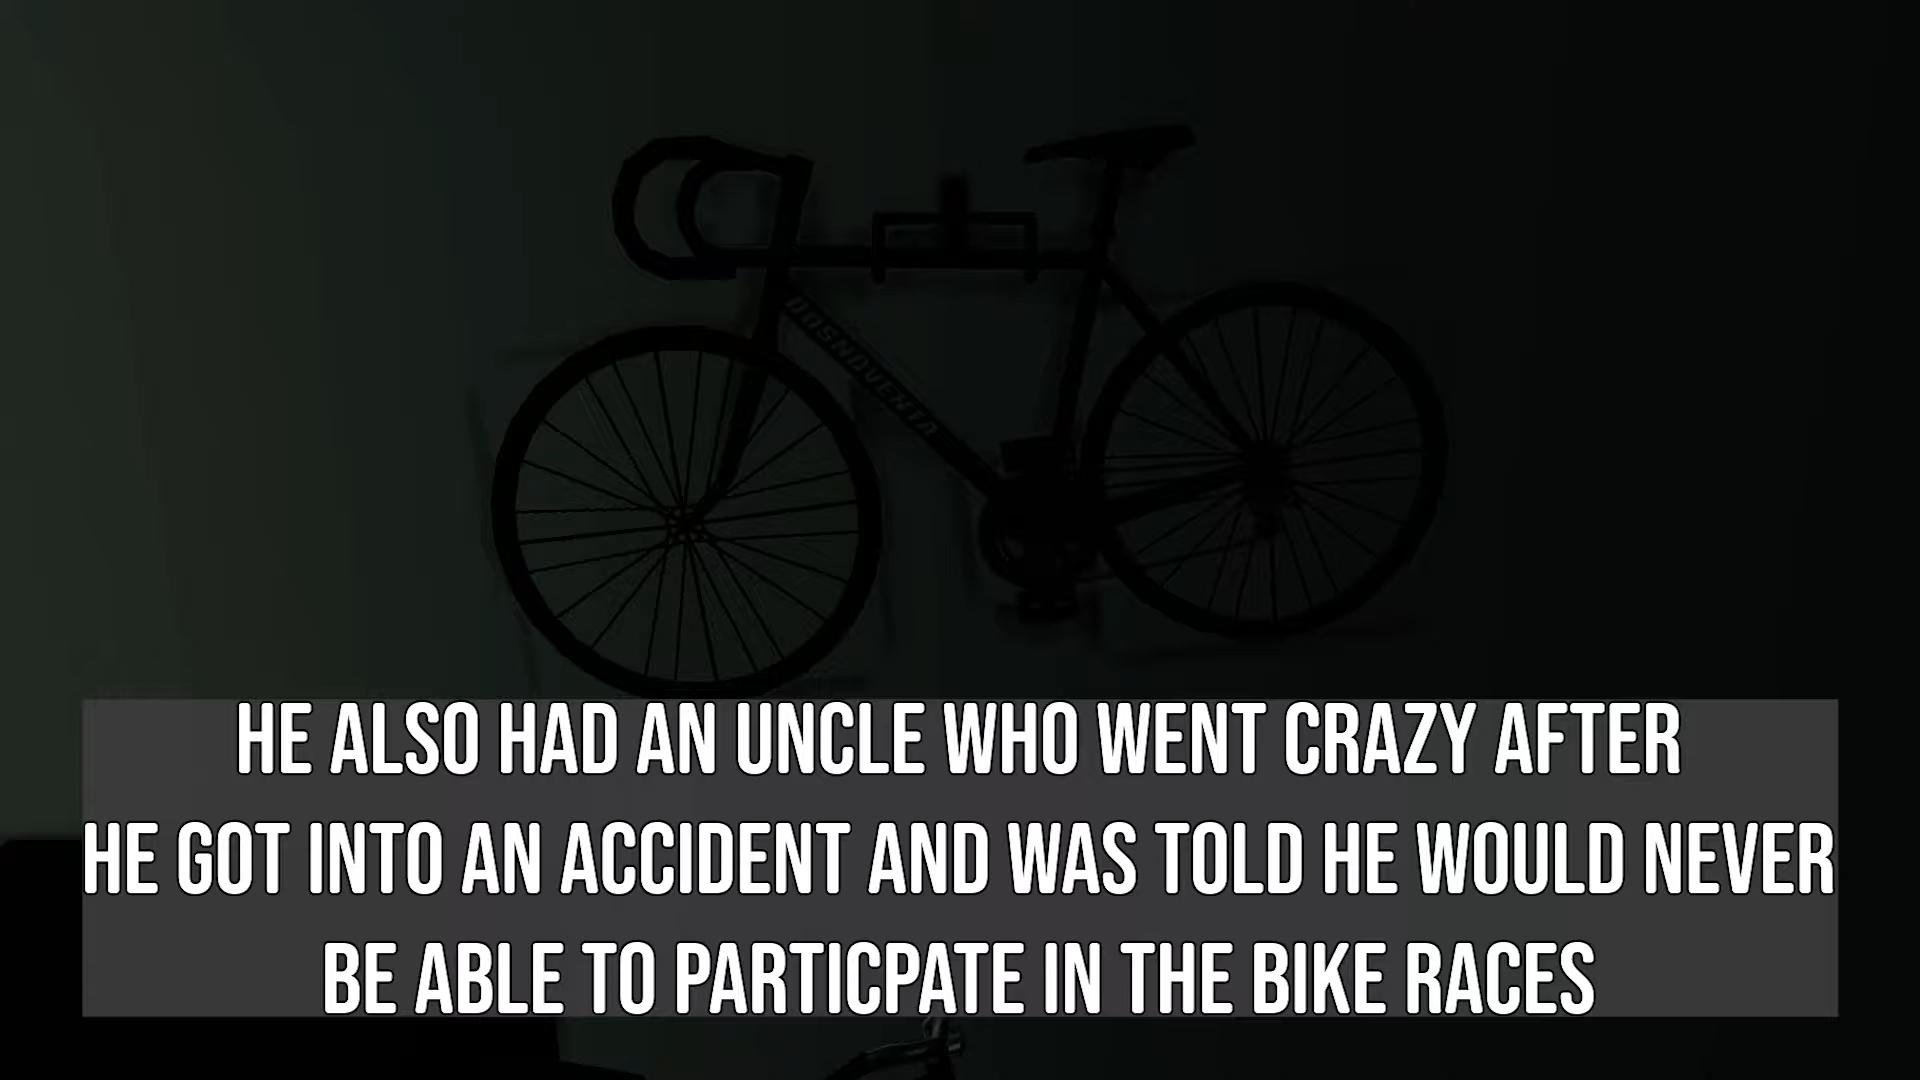 DOSNOVENTA
HE ALSO HAD AN UNCLE WHO WENT CRAZY AFTER
HE GOT INTO AN ACCIDENT AND WAS TOLD HE WOULD NEVER
BE ABLE TO PARTICPATE IN THE BIKE RACES